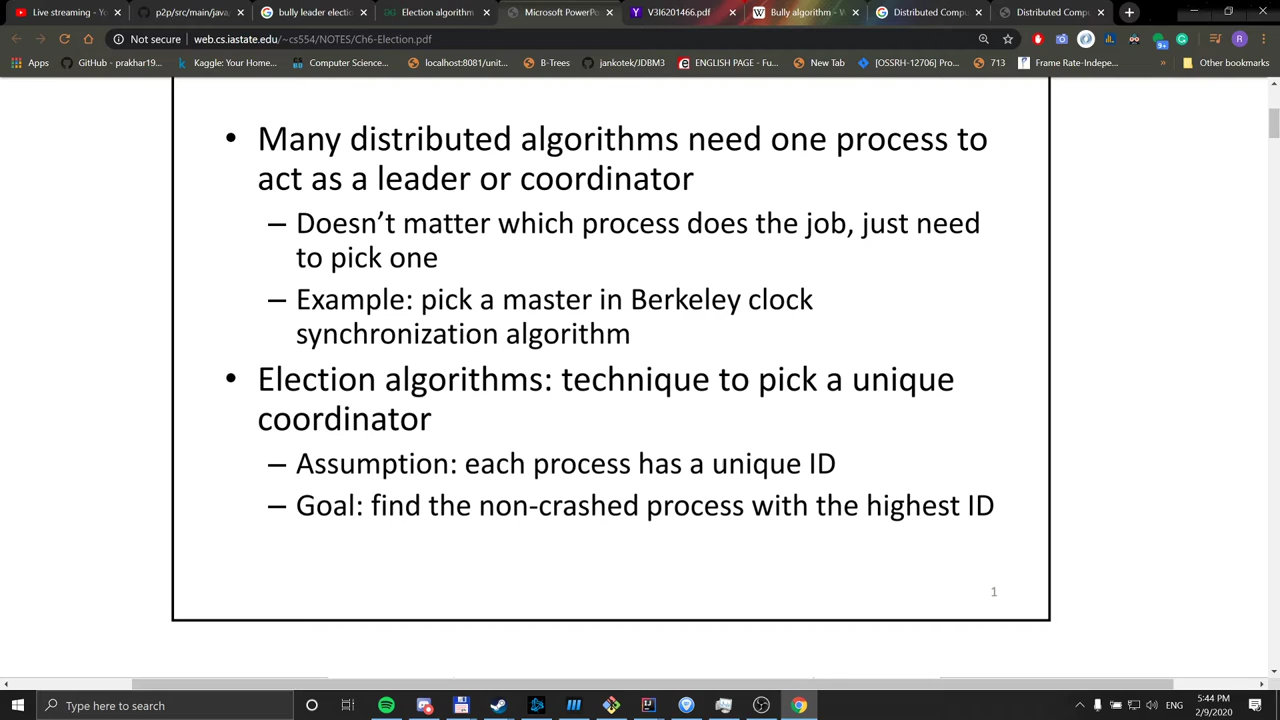 Live streaming - Yo
p2p/src/main/java,
bully leader electio
Election algorithm
Microsoft PowerPo
V3I6201466.pdf
Bully algorithm - W
Distributed Compu
Distributed Compu
Not secure
web.cs.iastate.edu/~cs554/NOTES/Ch6-Election.pdf
Apps
GitHub - prakhar19...
Kaggle: Your Home...
Computer Science...
localhost:8081/unit...
B-Trees
jankotek/JDBM3
ENGLISH PAGE - Fu...
New Tab
[OSSRH-12706] Pro...
713
Frame Rate-Indepe...
»
Other bookmarks
• Many distributed algorithms need one process to
act as a leader or coordinator
– Doesn’t matter which process does the job, just need
to pick one
– Example: pick a master in Berkeley clock
synchronization algorithm
• Election algorithms: technique to pick a unique
coordinator
– Assumption: each process has a unique ID
– Goal: find the non-crashed process with the highest ID
1
Type here to search
ENG
5:44 PM
2/9/2020